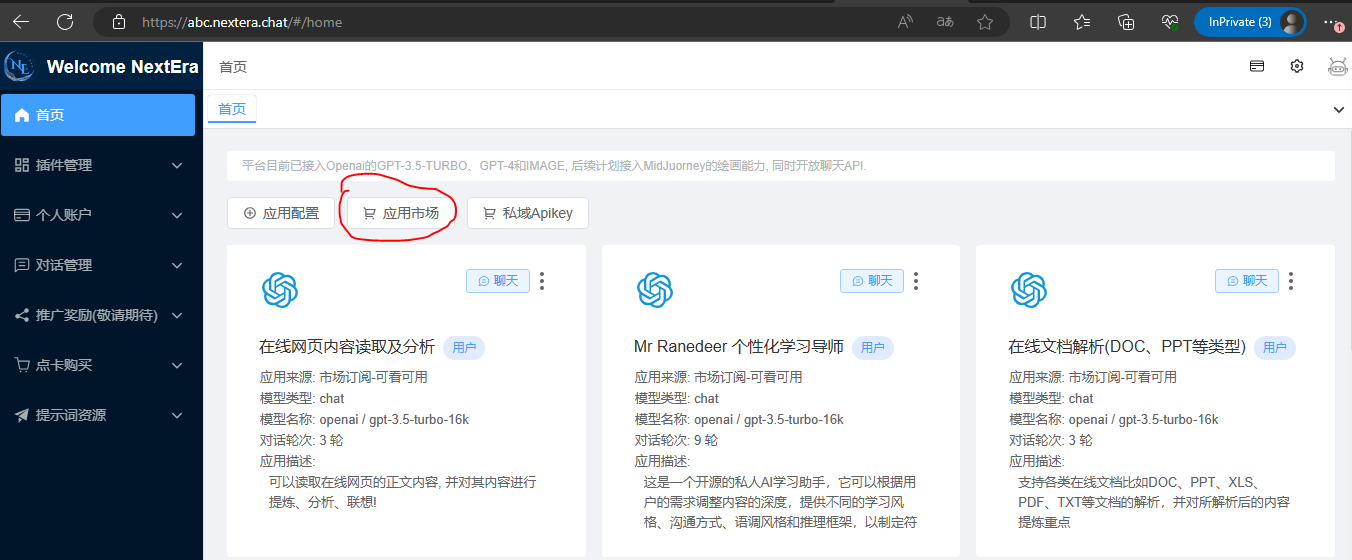 https://abc.nextera.chat/#/home
InPrivate (3)
Welcome NextEra
首页
首页
首页
插件管理
个人账户
对话管理
推广奖励(敬请期待)
点卡购买
提示词资源
平台目前已接入Openai的GPT-3.5-TURBO、GPT-4和IMAGE, 后续计划接入MidJuorney的绘画能力, 同时开放聊天API.
应用配置 应用市场 私域Apikey
聊天
在线网页内容读取及分析 用户
应用来源: 市场订阅-可看可用
模型类型: chat
模型名称: openai / gpt-3.5-turbo-16k
对话轮次: 3 轮
应用描述:
可以读取在线网页的正文内容, 并对其内容进行
提炼、分析、联想!
聊天
Mr Ranedeer 个性化学习导师 用户
应用来源: 市场订阅-可看可用
模型类型: chat
模型名称: openai / gpt-3.5-turbo-16k
对话轮次: 9 轮
应用描述:
这是一个开源的私人AI学习助手，它可以根据用
户的需求调整内容的深度，提供不同的学习风
格、沟通方式、语调风格和推理框架，以制定符
聊天
在线文档解析(DOC、PPT等类型) 用户
应用来源: 市场订阅-可看可用
模型类型: chat
模型名称: openai / gpt-3.5-turbo-16k
对话轮次: 3 轮
应用描述:
支持各类在线文档比如DOC、PPT、XLS、
PDF、TXT等文档的解析，并对所解析后的内容
提炼重点